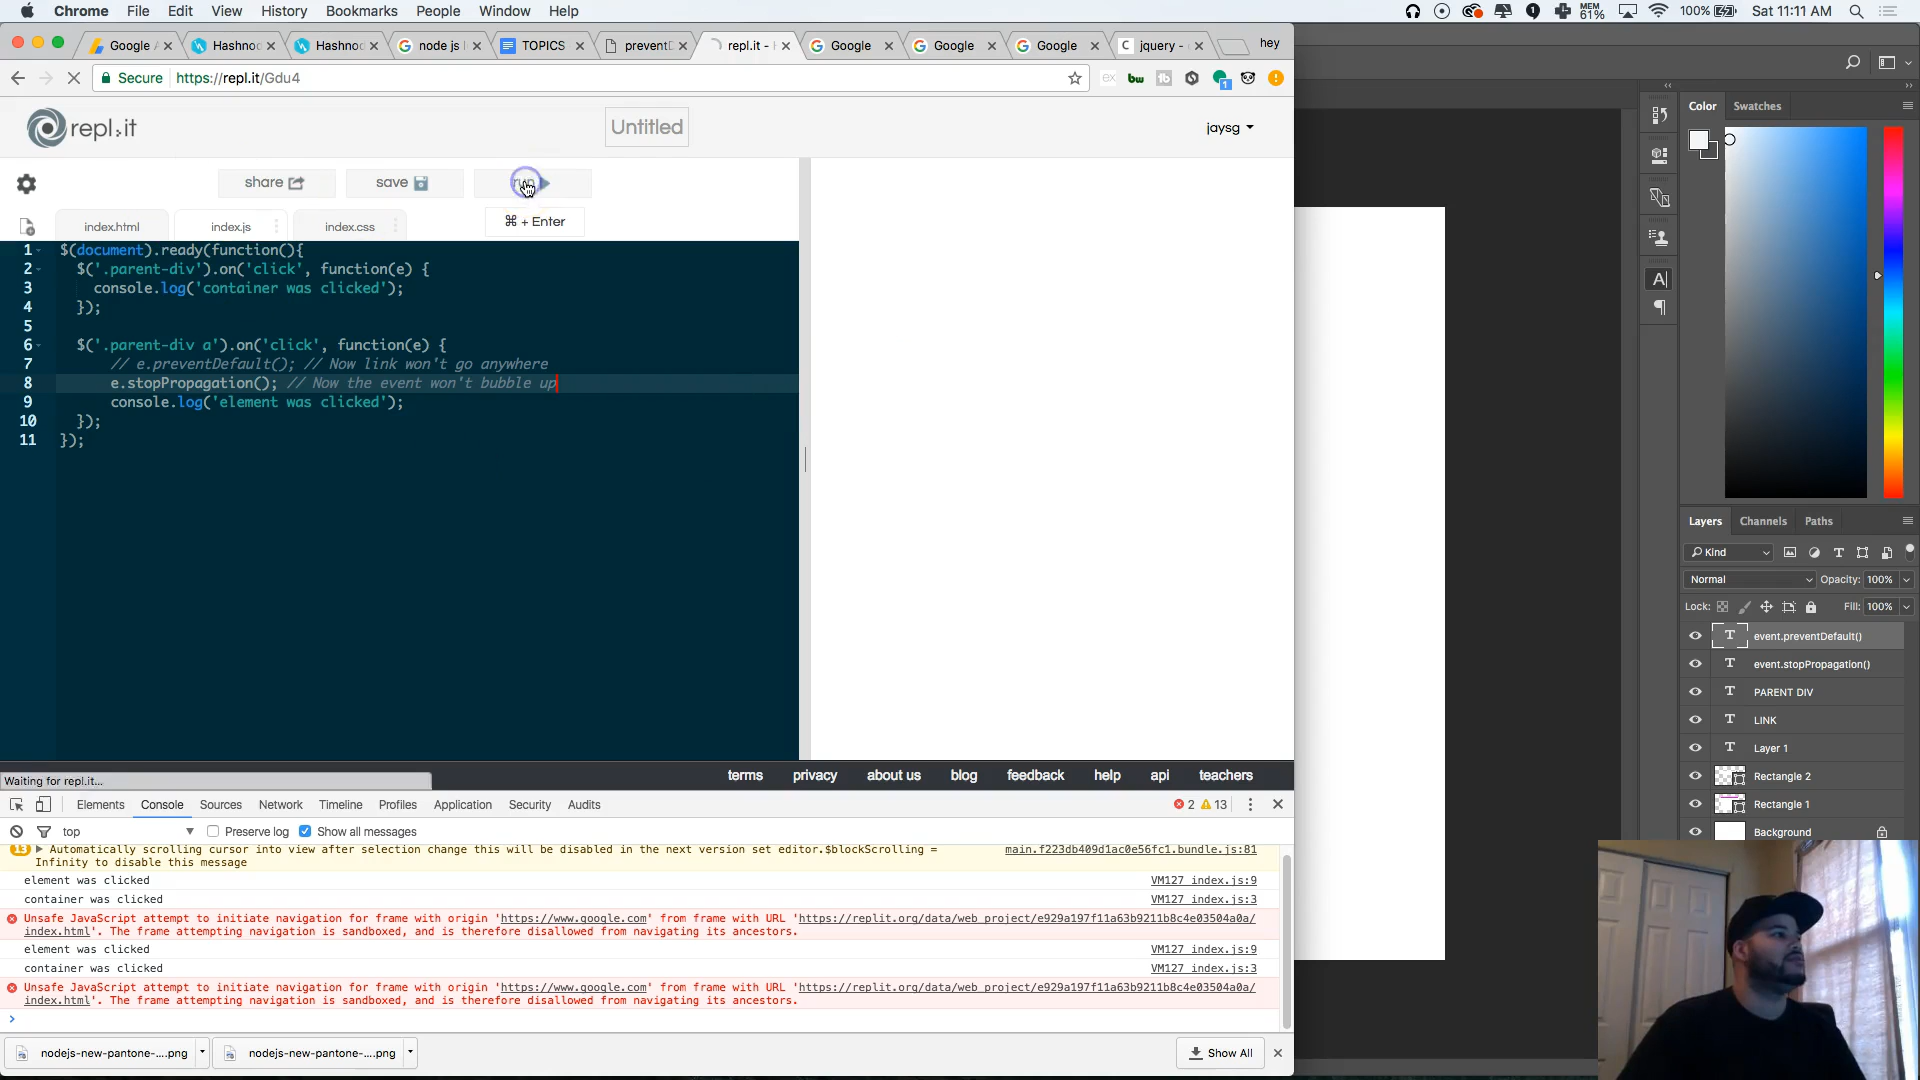 Chrome File Edit View History Bookmarks People Window Help
MEM 61% 100% Sat 11:11 AM
Google A Hashnod Hashnod node js l TOPICS preventD repl.it - Google Google Google jquery - hey
Secure https://repl.it/Gdu4
repl.it Untitled jaysg
share save run
⌘ + Enter
index.html index.js index.css
1 $(document).ready(function(){
2 $('.parent-div').on('click', function(e) {
3 console.log('container was clicked');
4 });
5
6 $('.parent-div a').on('click', function(e) {
7 // e.preventDefault(); // Now link won't go anywhere
8 e.stopPropagation(); // Now the event won't bubble up
9 console.log('element was clicked');
10 });
11 });
Waiting for repl.it...
terms privacy about us blog feedback help api teachers
Elements Console Sources Network Timeline Profiles Application Security Audits 2 13
top Preserve log Show all messages
13 Automatically scrolling cursor into view after selection change this will be disabled in the next version set editor.$blockScrolling = main.f223db409d1ac0e56fc1.bundle.js:81
Infinity to disable this message
element was clicked VM127 index.js:9
container was clicked VM127 index.js:3
Unsafe JavaScript attempt to initiate navigation for frame with origin 'https://www.google.com' from frame with URL 'https://replit.org/data/web_project/e929a197f11a63b9211b8c4e03504a0a/
index.html'. The frame attempting navigation is sandboxed, and is therefore disallowed from navigating its ancestors.
element was clicked VM127 index.js:9
container was clicked VM127 index.js:3
Unsafe JavaScript attempt to initiate navigation for frame with origin 'https://www.google.com' from frame with URL 'https://replit.org/data/web_project/e929a197f11a63b9211b8c4e03504a0a/
index.html'. The frame attempting navigation is sandboxed, and is therefore disallowed from navigating its ancestors.
nodejs-new-pantone-....png nodejs-new-pantone-....png Show All
Color Swatches
Layers Channels Paths
Kind
Normal Opacity: 100%
Lock: Fill: 100%
T event.preventDefault()
T event.stopPropagation()
T PARENT DIV
T LINK
T Layer 1
Rectangle 2
Rectangle 1
Background